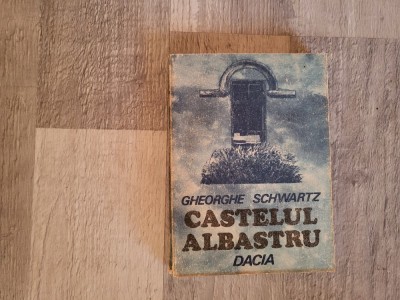 GHEORGHE SCHWARTZ
CASTELUL
ALBASTRU
DACIA